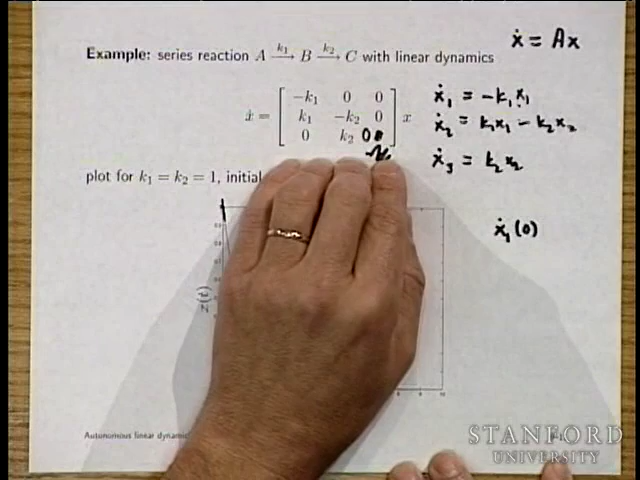 ẋ = Ax
Example: series reaction A —k₁→ B —k₂→ C with linear dynamics
ẋ = [ −k₁ 0 0
k₁ −k₂ 0
0 k₂ 0 ] x
ẋ₁ = −k₁x₁
ẋ₂ = k₁x₁ − k₂x₂
ẋ₃ = k₂x₂
plot for k₁ = k₂ = 1, initial
ẋ₁(0)
x(t)
Autonomous linear dynamic
STANFORD
UNIVERSITY